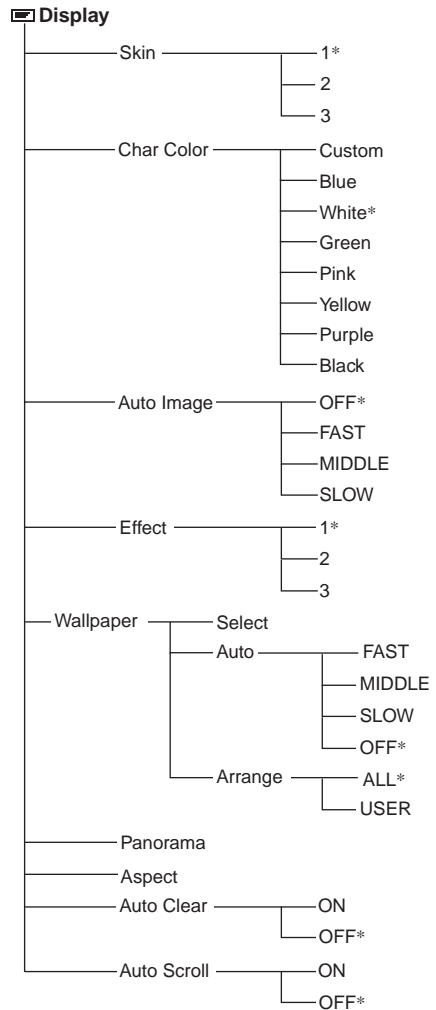 Display
Skin 1*
2
3
Char Color Custom
Blue
White*
Green
Pink
Yellow
Purple
Black
Auto Image OFF*
FAST
MIDDLE
SLOW
Effect 1*
2
3
Wallpaper Select
Auto FAST
MIDDLE
SLOW
OFF*
Arrange ALL*
USER
Panorama
Aspect
Auto Clear ON
OFF*
Auto Scroll ON
OFF*